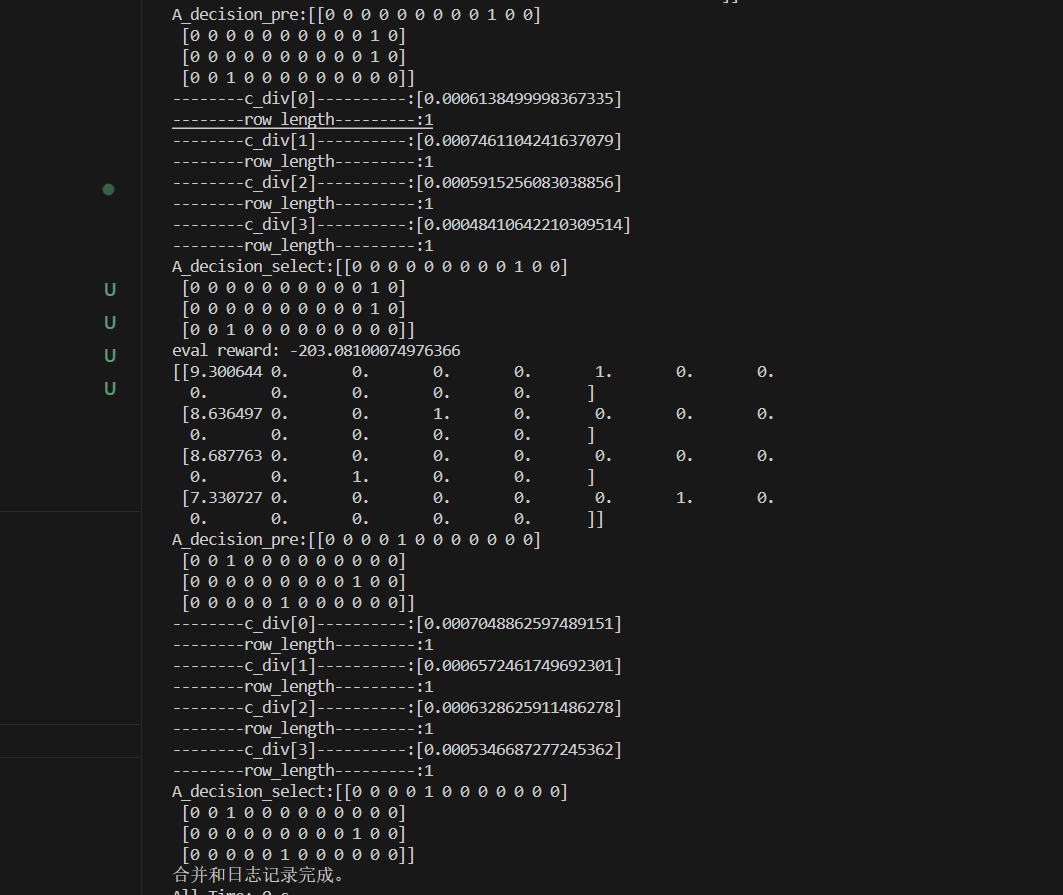 A_decision_pre:[[0 0 0 0 0 0 0 0 0 1 0 0]
[0 0 0 0 0 0 0 0 0 0 1 0]
[0 0 0 0 0 0 0 0 0 0 1 0]
[0 0 1 0 0 0 0 0 0 0 0 0]]
--------c_div[0]----------:[0.0006138499998367335]
--------row_length---------:1
--------c_div[1]----------:[0.0007461104241637079]
--------row_length---------:1
--------c_div[2]----------:[0.0005915256083038856]
--------row_length---------:1
--------c_div[3]----------:[0.00048410642210309514]
--------row_length---------:1
A_decision_select:[[0 0 0 0 0 0 0 0 0 1 0 0]
U [0 0 0 0 0 0 0 0 0 0 1 0]
[0 0 0 0 0 0 0 0 0 0 1 0]
U [0 0 1 0 0 0 0 0 0 0 0 0]]
U eval reward: -203.08100074976366
[[9.300644 0. 0. 0. 0. 1. 0. 0.
U 0. 0. 0. 0. 0. ]
[8.636497 0. 0. 1. 0. 0. 0. 0.
0. 0. 0. 0. 0. ]
[8.687763 0. 0. 0. 0. 0. 0. 0.
0. 0. 1. 0. 0. ]
[7.330727 0. 0. 0. 0. 0. 1. 0.
0. 0. 0. 0. 0. ]]
A_decision_pre:[[0 0 0 0 1 0 0 0 0 0 0 0]
[0 0 1 0 0 0 0 0 0 0 0 0]
[0 0 0 0 0 0 0 0 0 1 0 0]
[0 0 0 0 0 1 0 0 0 0 0 0]]
--------c_div[0]----------:[0.0007048862597489151]
--------row_length---------:1
--------c_div[1]----------:[0.0006572461749692301]
--------row_length---------:1
--------c_div[2]----------:[0.0006328625911486278]
--------row_length---------:1
--------c_div[3]----------:[0.0005346687277245362]
--------row_length---------:1
A_decision_select:[[0 0 0 0 1 0 0 0 0 0 0 0]
[0 0 1 0 0 0 0 0 0 0 0 0]
[0 0 0 0 0 0 0 0 0 1 0 0]
[0 0 0 0 0 1 0 0 0 0 0 0]]
合并和日志记录完成。